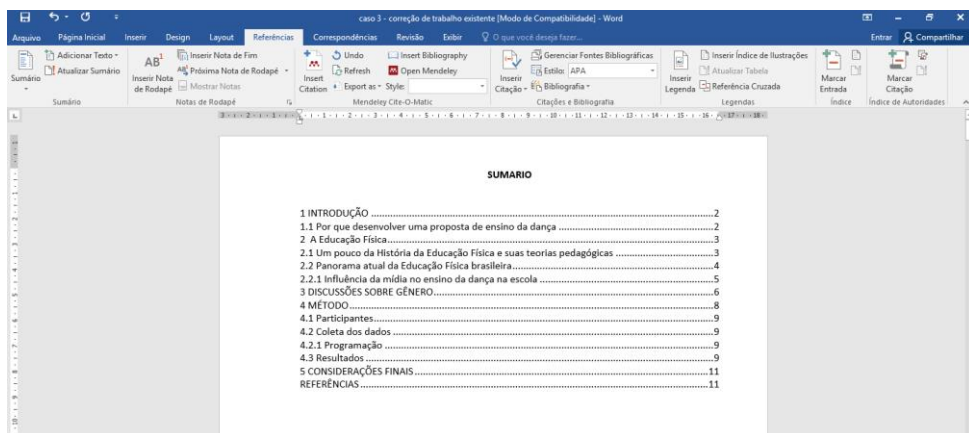 caso 3 - correção de trabalho existente [Modo de Compatibilidade] - Word
Arquivo Página Inicial Inserir Design Layout Referências Correspondências Revisão Exibir O que você deseja fazer... Entrar Compartilhar
Sumário
Adicionar Texto
Atualizar Sumário
Sumário
AB1
Inserir Nota de Rodapé
Inserir Nota de Fim
Próxima Nota de Rodapé
Mostrar Notas
Notas de Rodapé
Insert Citation
Undo
Refresh
Export as
Insert Bibliography
Open Mendeley
Style:
Mendeley Cite-O-Matic
Inserir Citação
Gerenciar Fontes Bibliográficas
Estilo: APA
Bibliografia
Citações e Bibliografia
Inserir Legenda
Inserir Índice de Ilustrações
Atualizar Tabela
Referência Cruzada
Legendas
Marcar Entrada
Índice
Marcar Citação
Índice de Autoridades
SUMARIO
1 INTRODUÇÃO ...2
1.1 Por que desenvolver uma proposta de ensino da dança ...2
2 A Educação Física...3
2.1 Um pouco da História da Educação Física e suas teorias pedagógicas ...3
2.2 Panorama atual da Educação Física brasileira...4
2.2.1 Influência da mídia no ensino da dança na escola ...5
3 DISCUSSÕES SOBRE GÊNERO...6
4 MÉTODO...8
4.1 Participantes...9
4.2 Coleta dos dados ...9
4.2.1 Programação ...9
4.3 Resultados ...9
5 CONSIDERAÇÕES FINAIS ...11
REFERÊNCIAS...11